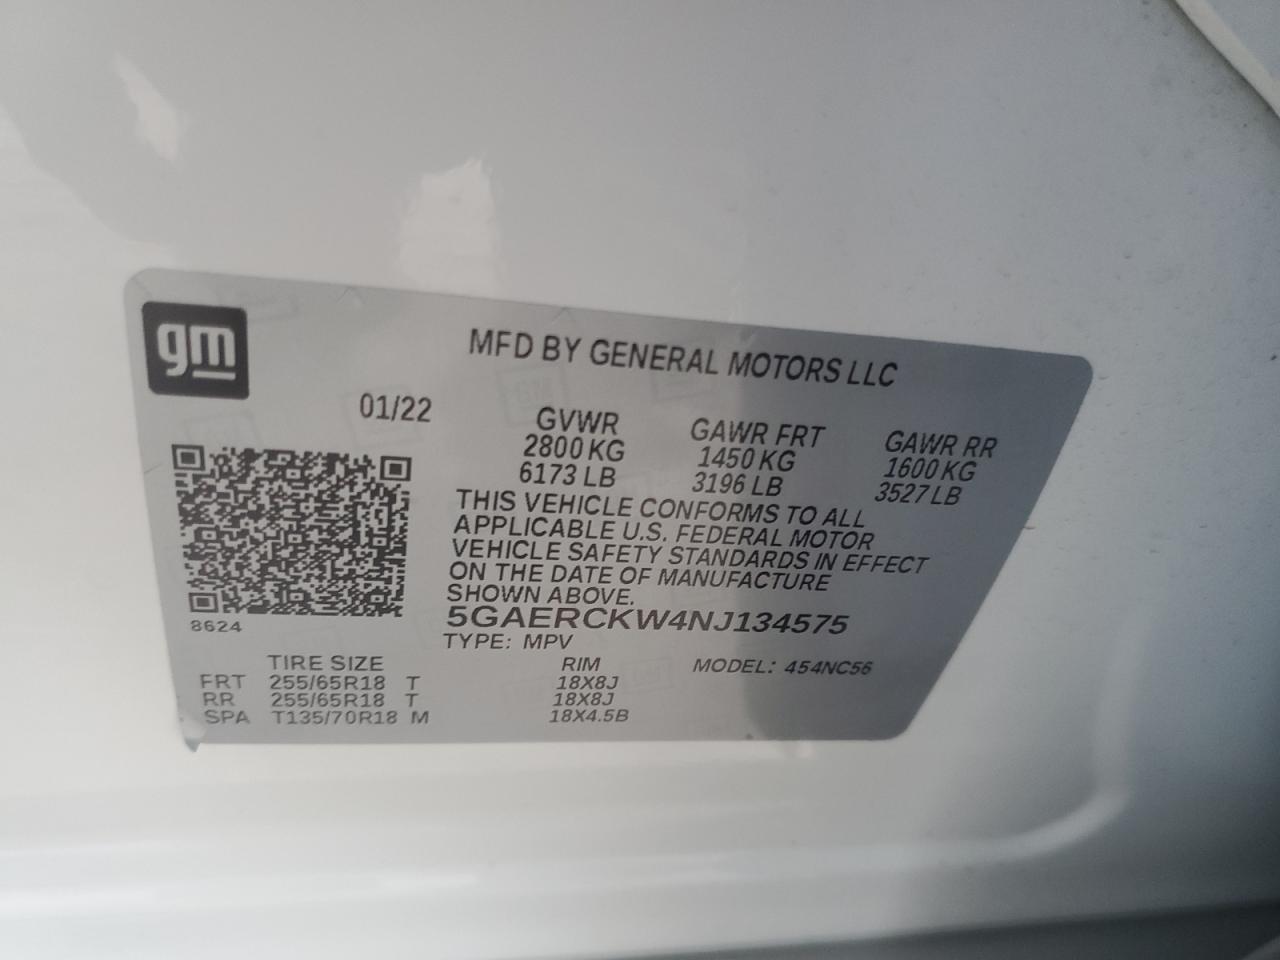 gm
MFD BY GENERAL MOTORS LLC
01/22
GVWR GAWR FRT GAWR RR
2800 KG 1450 KG 1600 KG
6173 LB 3196 LB 3527 LB
THIS VEHICLE CONFORMS TO ALL
APPLICABLE U.S. FEDERAL MOTOR
VEHICLE SAFETY STANDARDS IN EFFECT
ON THE DATE OF MANUFACTURE
SHOWN ABOVE.
8624
5GAERCKW4NJ134575
TYPE: MPV
TIRE SIZE RIM MODEL: 454NC56
FRT 255/65R18 T 18X8J
RR 255/65R18 T 18X8J
SPA T135/70R18 M 18X4.5B